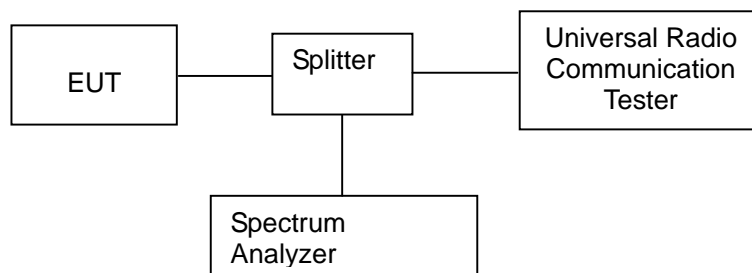 EUT
Splitter
Universal Radio
Communication
Tester
Spectrum
Analyzer